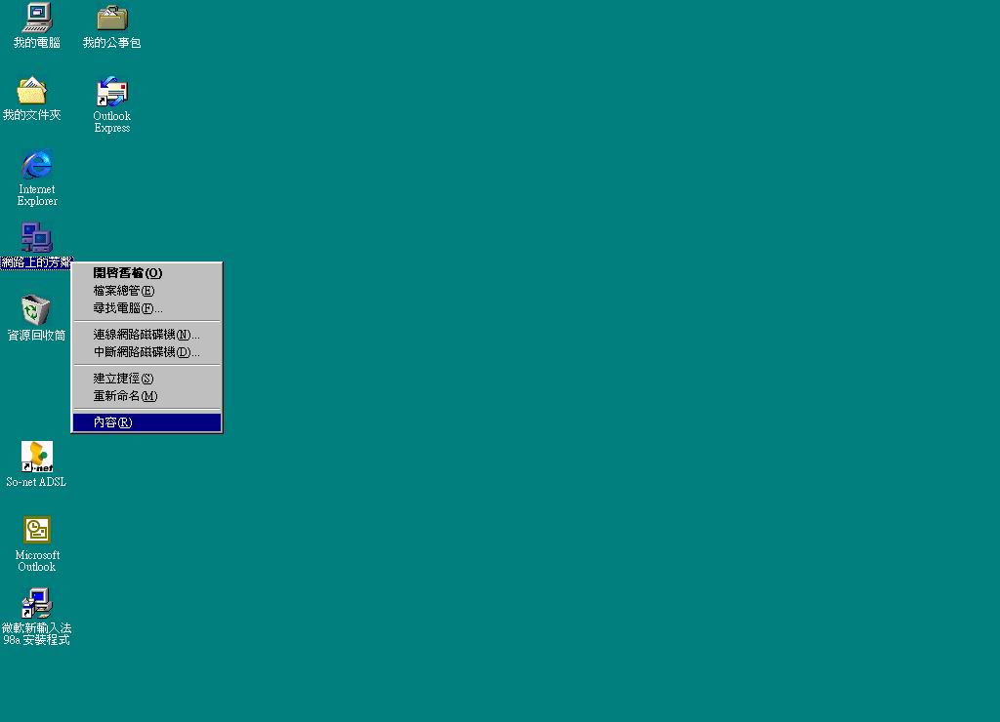 我的電腦
我的公事包
我的文件夾
Outlook
Express
Internet
Explorer
網路上的芳鄰
開啓舊檔(O)
檔案總管(E)
尋找電腦(F)...
連線網路磁碟機(N)...
中斷網路磁碟機(D)...
建立捷徑(S)
重新命名(M)
內容(R)
資源回收筒
-net
So-net ADSL
Microsoft
Outlook
微軟新輸入法
98a 安裝程式